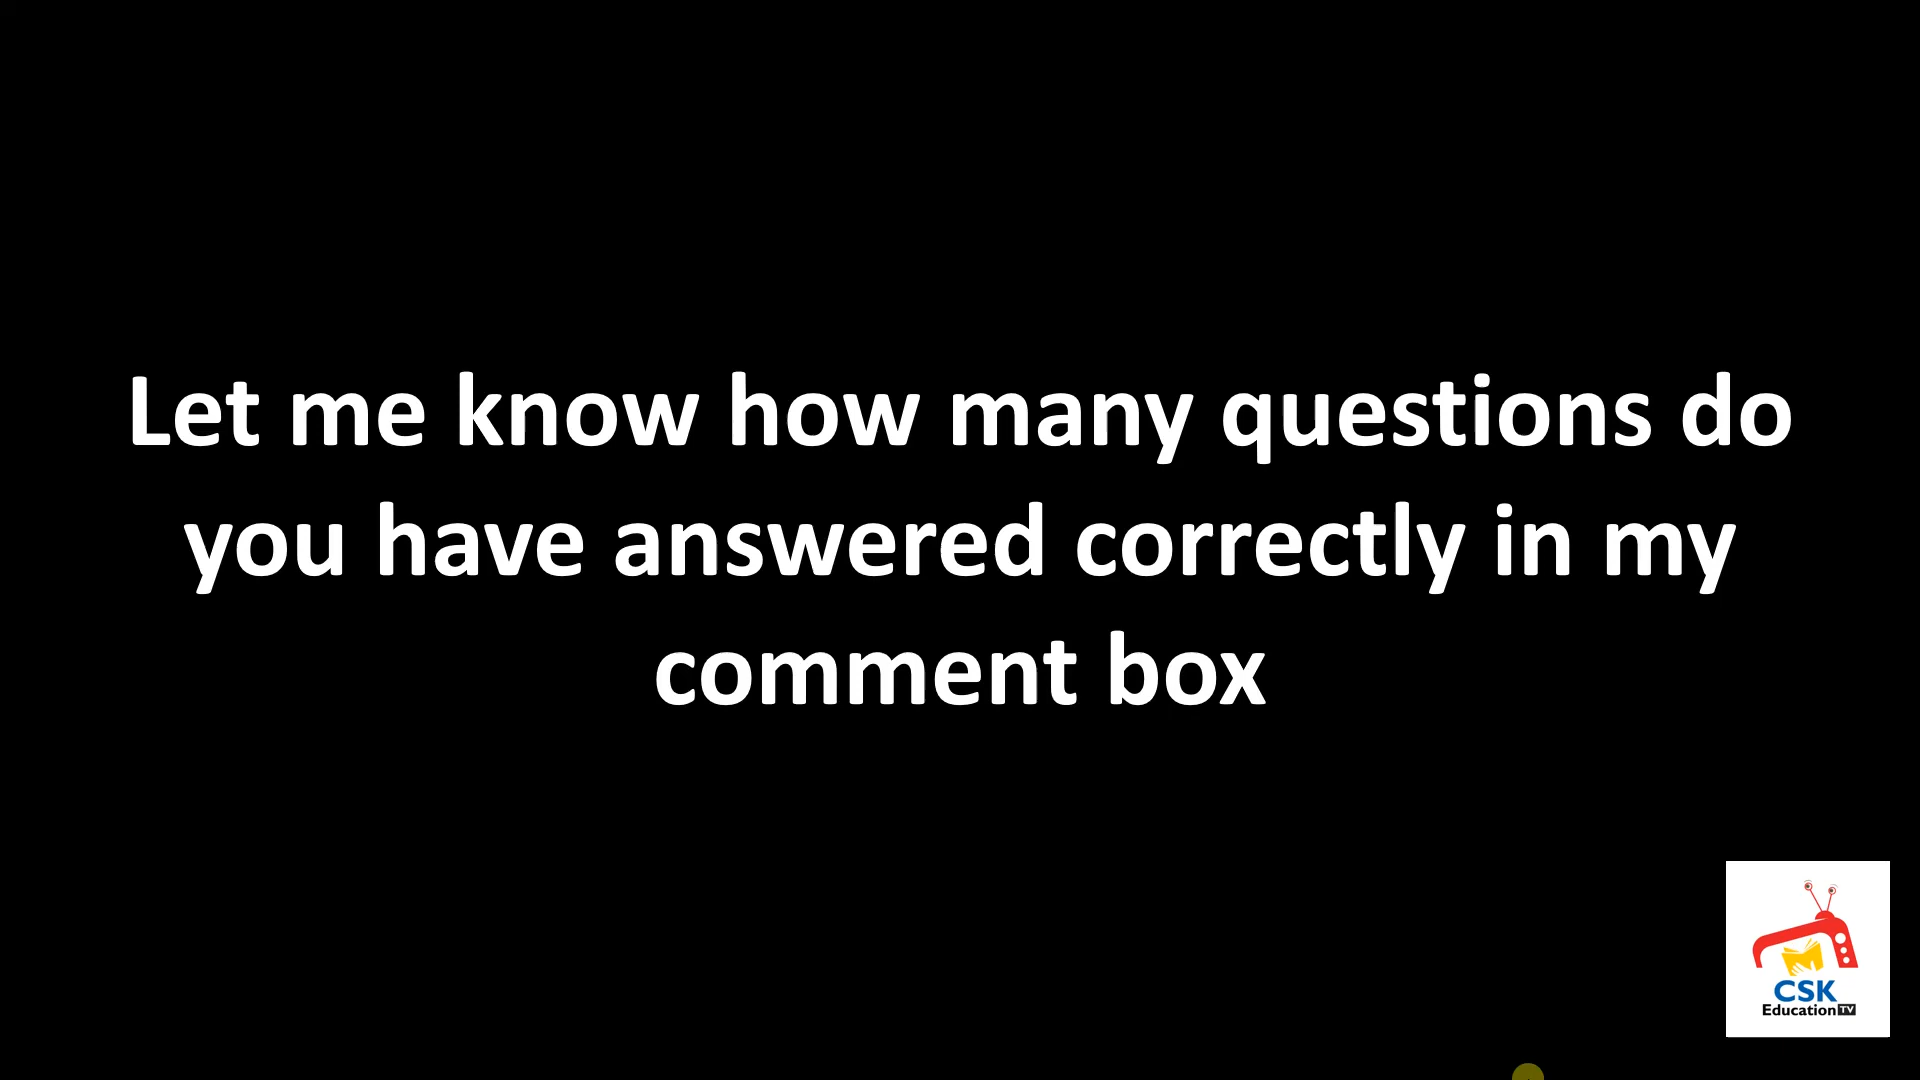 Let me know how many questions do
you have answered correctly in my
comment box
CSK
Education TV